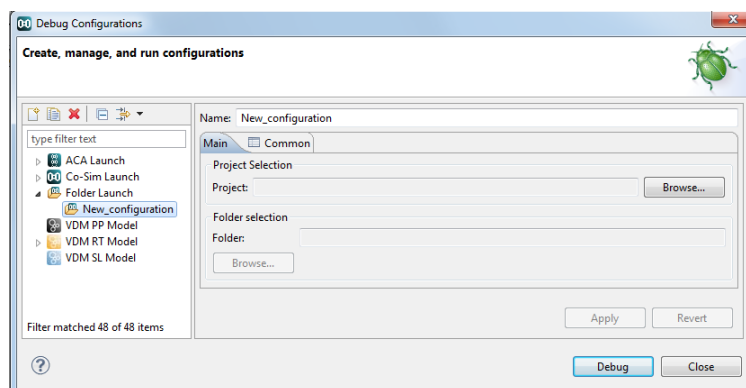 Debug Configurations
Create, manage, and run configurations
type filter text
ACA Launch
Co-Sim Launch
Folder Launch
New_configuration
VDM PP Model
VDM RT Model
VDM SL Model
Filter matched 48 of 48 items
Name: New_configuration
Main Common
Project Selection
Project: Browse...
Folder selection
Folder:
Browse...
Apply Revert
Debug Close